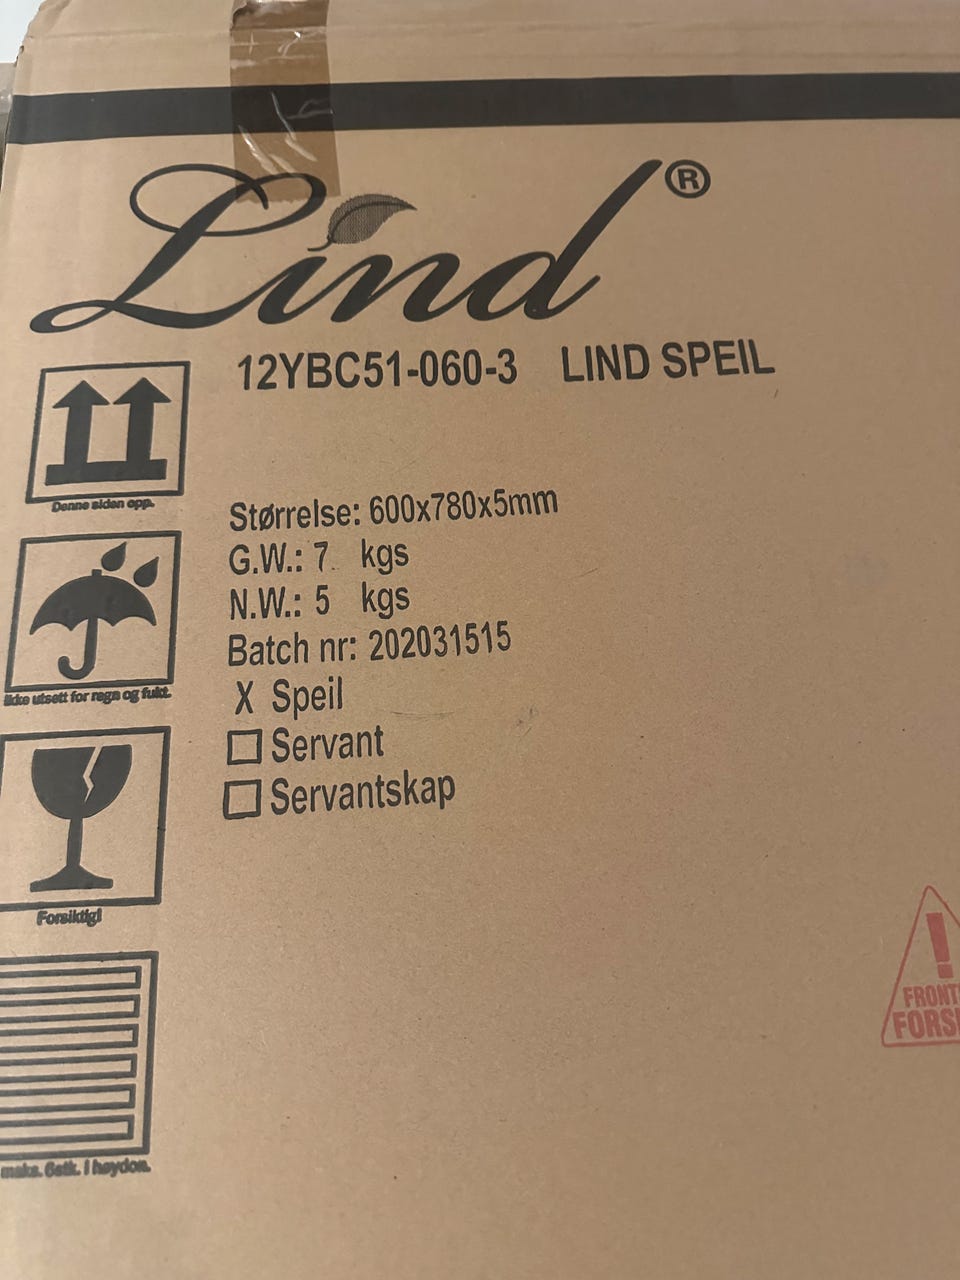 Lind®
12YBC51-060-3 LIND SPEIL
Denne siden opp.
Størrelse: 600x780x5mm
G.W.: 7 kgs
N.W.: 5 kgs
Batch nr: 202031515
X Speil
Servant
Servantskap
Ikke utsett for regn og fukt.
Forsiktig!
!
FRONT
FORSI
maks. 6stk. I høyden.